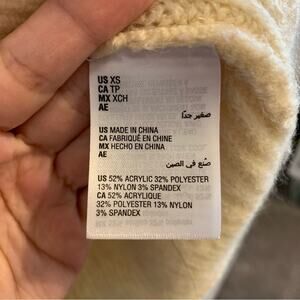 US XS
CA TP
MX XCH
AE
صغير جداً
US MADE IN CHINA
CA FABRIQUÉ EN CHINE
MX HECHO EN CHINA
AE
صنع في الصين
US 52% ACRYLIC 32% POLYESTER
13% NYLON 3% SPANDEX
CA 52% ACRYLIQUE
32% POLYESTER 13% NYLON
3% SPANDEX